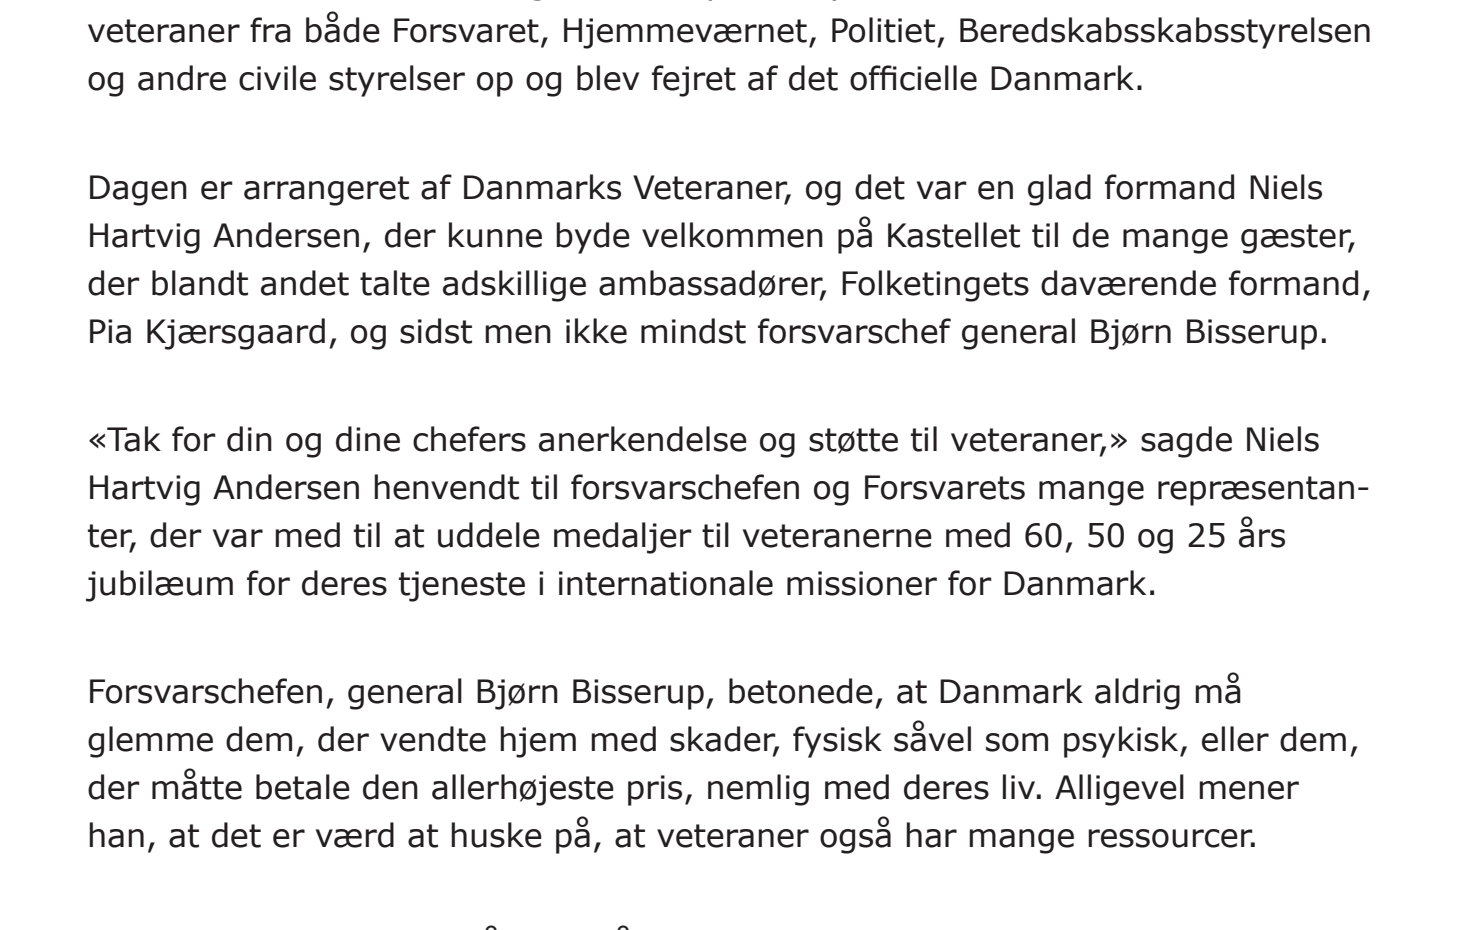 veteraner fra både Forsvaret, Hjemmeværnet, Politiet, Beredskabsskabsstyrelsen
og andre civile styrelser op og blev fejret af det officielle Danmark.
Dagen er arrangeret af Danmarks Veteraner, og det var en glad formand Niels
Hartvig Andersen, der kunne byde velkommen på Kastellet til de mange gæster,
der blandt andet talte adskillige ambassadører, Folketingets daværende formand,
Pia Kjærsgaard, og sidst men ikke mindst forsvarschef general Bjørn Bisserup.
«Tak for din og dine chefers anerkendelse og støtte til veteraner,» sagde Niels
Hartvig Andersen henvendt til forsvarschefen og Forsvarets mange repræsentan-
ter, der var med til at uddele medaljer til veteranerne med 60, 50 og 25 års
jubilæum for deres tjeneste i internationale missioner for Danmark.
Forsvarschefen, general Bjørn Bisserup, betonede, at Danmark aldrig må
glemme dem, der vendte hjem med skader, fysisk såvel som psykisk, eller dem,
der måtte betale den allerhøjeste pris, nemlig med deres liv. Alligevel mener
han, at det er værd at huske på, at veteraner også har mange ressourcer.